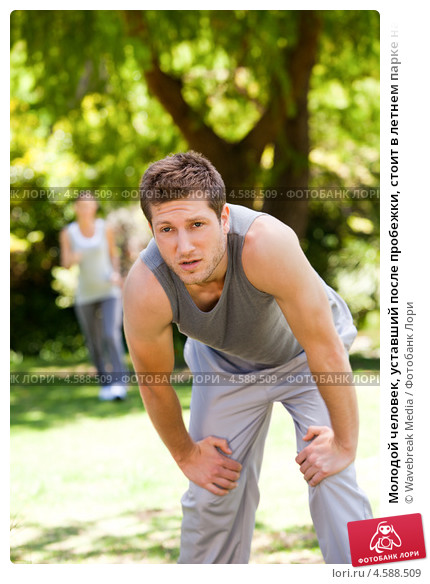 К ЛОРИ · 4.588.509 · ФОТОБАНК ЛОРИ · 4.588.509 · ФОТОБАНК ЛОРИ
ОТОБАНК ЛОРИ · 4.588.509 · ФОТОБАНК ЛОРИ · 4.588.509 · ФОТОБАНК
Молодой человек, уставший после пробежки, стоит в летнем парке
© Wavebreak Media / Фотобанк Лори
ФОТОБАНК ЛОРИ
lori.ru / 4.588.509